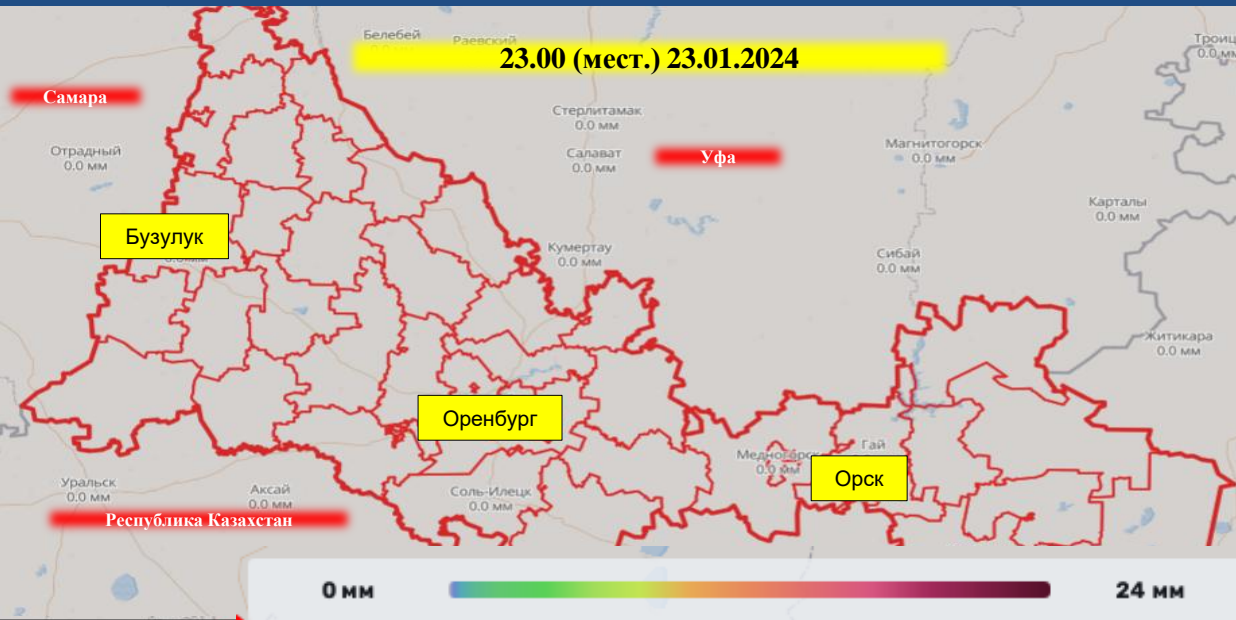 Белебей
Раевский
23.00 (мест.) 23.01.2024
Троиц
0.0 мм
Самара
Стерлитамак
0.0 мм
Отрадный
0.0 мм
Салават
0.0 мм
Уфа
Магнитогорск
0.0 мм
Карталы
0.0 мм
Бузулук
Кумертау
0.0 мм
Сибай
0.0 мм
Житикара
0.0 мм
Оренбург
Гай
Медногорск
0.0 мм
Орск
Уральск
0.0 мм
Аксай
0.0 мм
Соль-Илецк
0.0 мм
Республика Казахстан
0 мм
24 мм